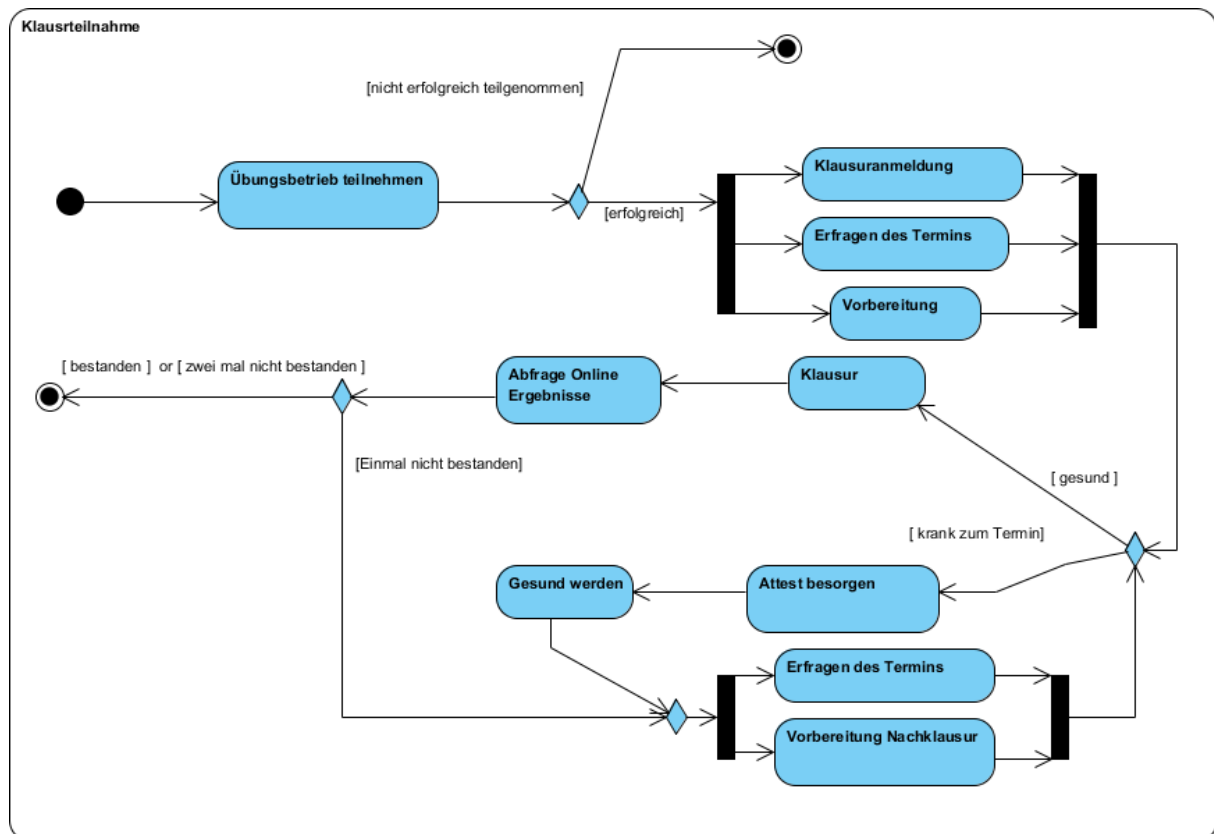 Klausrteilnahme
[nicht erfolgreich teilgenommen]
Übungsbetrieb teilnehmen
[erfolgreich]
Klausuranmeldung
Erfragen des Termins
Vorbereitung
[ bestanden ]  or [ zwei mal nicht bestanden ]
Abfrage Online
Ergebnisse
Klausur
[Einmal nicht bestanden]
[ gesund ]
[ krank zum Termin]
Gesund werden
Attest besorgen
Erfragen des Termins
Vorbereitung Nachklausur